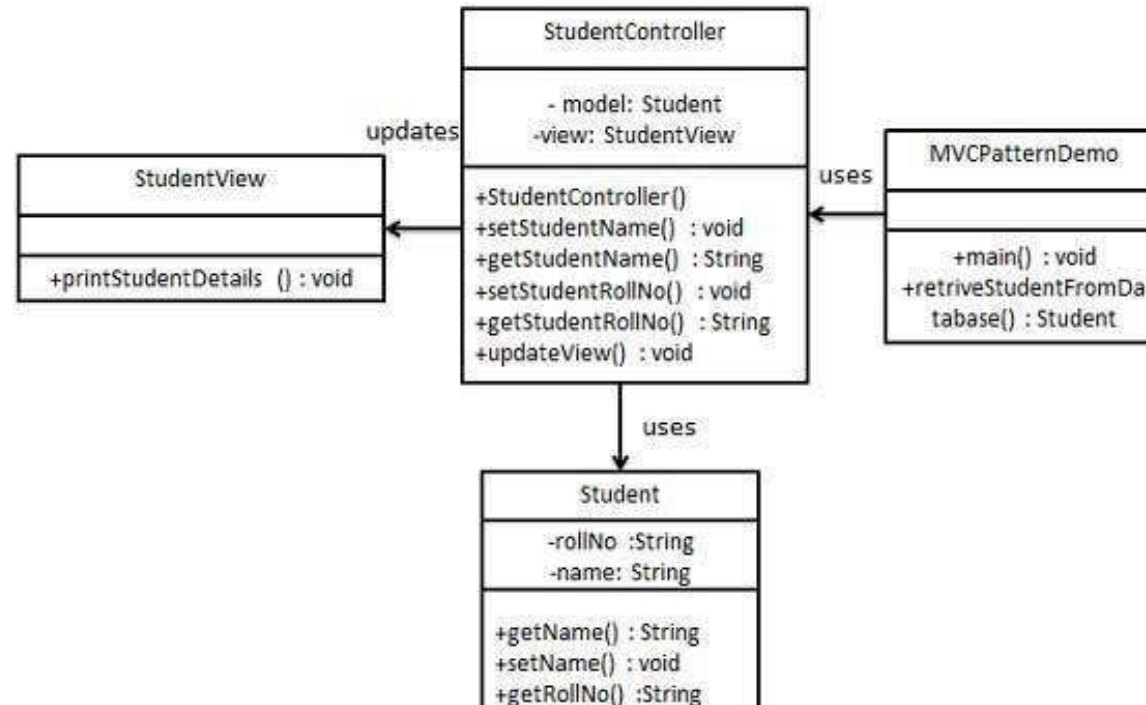 StudentController
- model: Student
-view: StudentView
+StudentController()
+setStudentName() : void
+getStudentName() : String
+setStudentRollNo() : void
+getStudentRollNo() : String
+updateView() : void
updates
StudentView
+printStudentDetails () : void
uses
MVCPatternDemo
+main() : void
+retriveStudentFromDa
tabase() : Student
uses
Student
-rollNo :String
-name: String
+getName() : String
+setName() : void
+getRollNo() :String